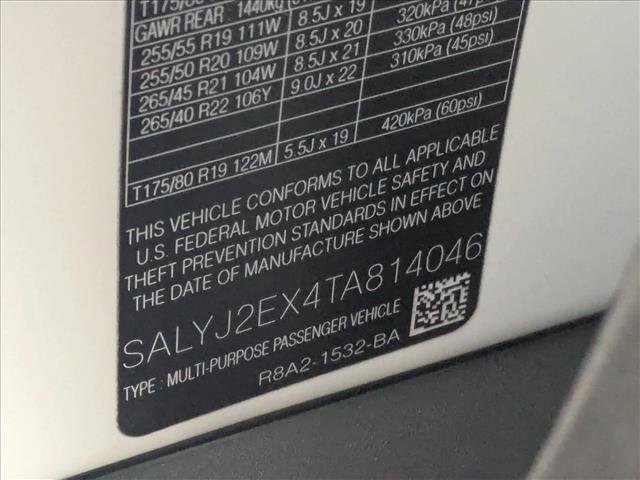 T175/80
GAWR REAR 1440kg
255/55 R19 111W 8.5J x 19 320kPa
255/50 R20 109W 8.5J x 20 330kPa (48psi)
265/45 R21 104W 8.5J x 21 310kPa (45psi)
265/40 R22 106Y 9.0J x 22
T175/80 R19 122M 5.5J x 19 420kPa (60psi)
THIS VEHICLE CONFORMS TO ALL APPLICABLE
U.S. FEDERAL MOTOR VEHICLE SAFETY AND
THEFT PREVENTION STANDARDS IN EFFECT ON
THE DATE OF MANUFACTURE SHOWN ABOVE
SALYJ2EX4TA814046
TYPE : MULTI-PURPOSE PASSENGER VEHICLE
R8A2-1532-BA